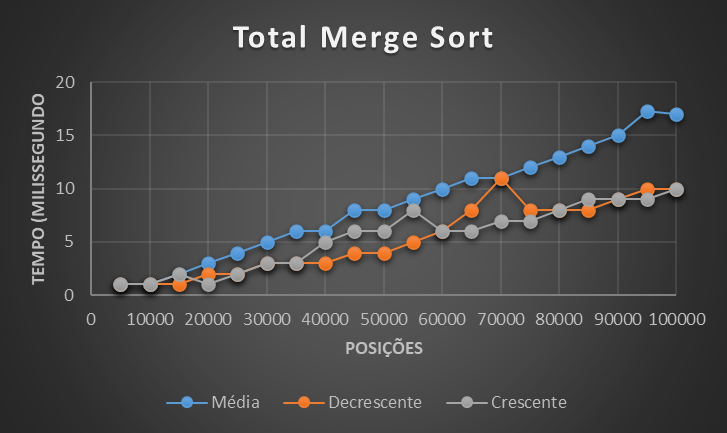 Total Merge Sort
TEMPO (MILISSEGUNDO
20
15
10
5
0
0 10000 20000 30000 40000 50000 60000 70000 80000 90000 100000
POSIÇÕES
Média Decrescente Crescente